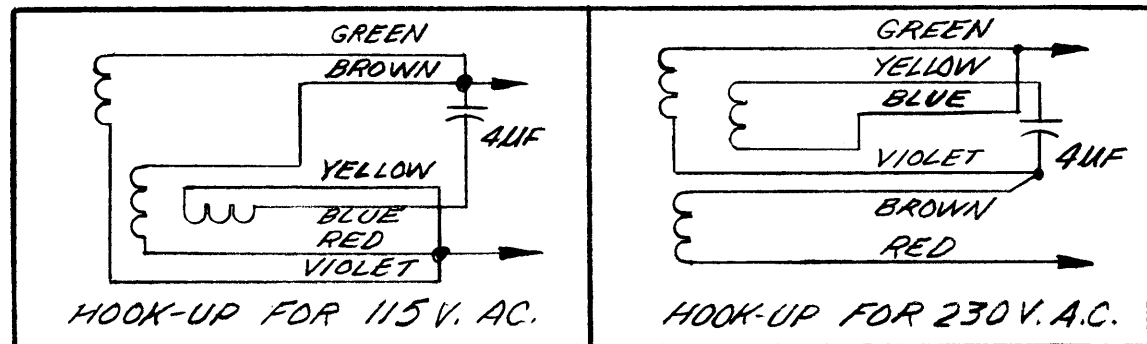 GREEN
BROWN
4UF
YELLOW
BLUE
RED
VIOLET
HOOK-UP FOR 115 V. AC.
GREEN
YELLOW
BLUE
4UF
VIOLET
BROWN
RED
HOOK-UP FOR 230 V. A.C.